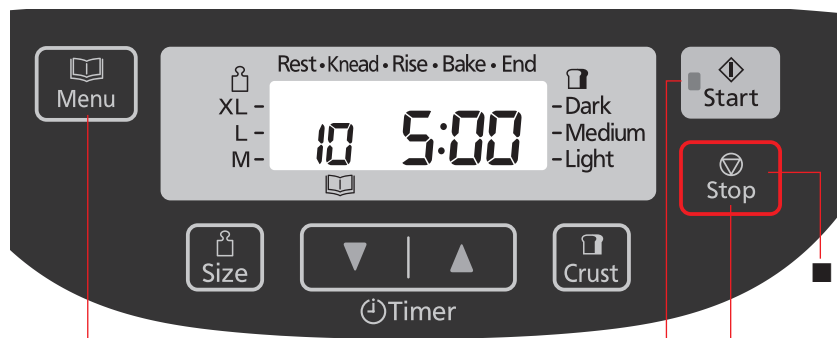 Menu
Rest • Knead • Rise • Bake • End
XL –
L –
M –
10 5:00
– Dark
– Medium
– Light
Start
Stop
Size
Crust
Timer